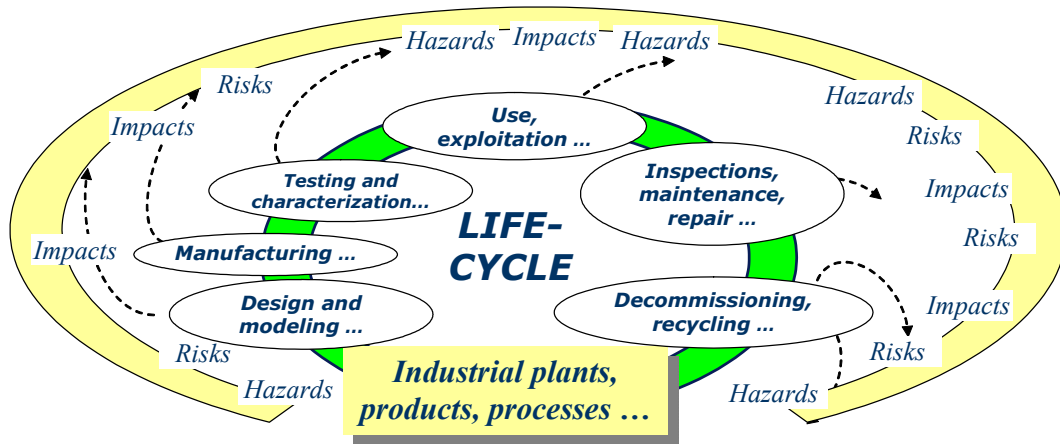 Hazards Impacts Hazards
Risks
Hazards
Impacts
Use,
exploitation ...
Risks
Testing and
characterization...
Inspections,
maintenance,
repair ...
Impacts
LIFE-
CYCLE
Risks
Impacts
Manufacturing ...
Design and
modeling ...
Decommissioning,
recycling ...
Impacts
Risks
Risks
Hazards
Industrial plants,
products, processes ...
Hazards